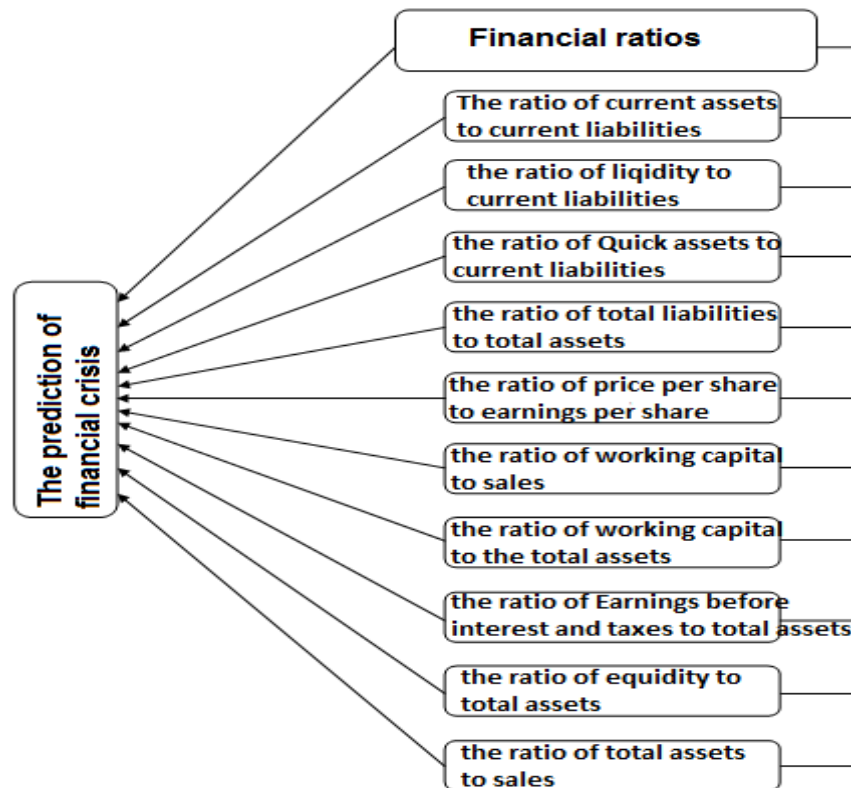 Financial ratios
The ratio of current assets
to current liabilities
the ratio of liqidity to
current liabilities
the ratio of Quick assets to
current liabilities
the ratio of total liabilities
to total assets
the ratio of price per share
to earnings per share
the ratio of working capital
to sales
the ratio of working capital
to the total assets
the ratio of Earnings before
interest and taxes to total assets
the ratio of equidity to
total assets
the ratio of total assets
to sales
The prediction of
financial crisis